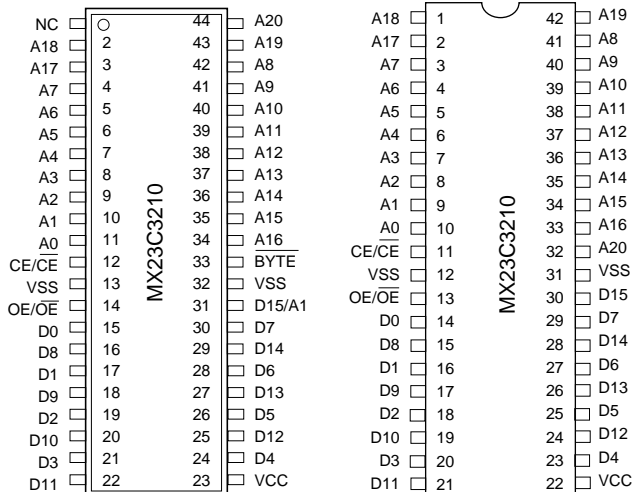 NC 44 A20
A18 2 43 A19
A17 3 42 A8
A7 4 41 A9
A6 5 40 A10
A5 6 39 A11
A4 7 38 A12
A3 8 37 A13
A2 9 36 A14
A1 10 35 A15
A0 11 34 A16
CE/CE 12 33 BYTE
VSS 13 32 VSS
OE/OE 14 31 D15/A1
D0 15 30 D7
D8 16 29 D14
D1 17 28 D6
D9 18 27 D13
D2 19 26 D5
D10 20 25 D12
D3 21 24 D4
D11 22 23 VCC
MX23C3210
A18 1 42 A19
A17 2 41 A8
A7 3 40 A9
A6 4 39 A10
A5 5 38 A11
A4 6 37 A12
A3 7 36 A13
A2 8 35 A14
A1 9 34 A15
A0 10 33 A16
CE/CE 11 32 A20
VSS 12 31 VSS
OE/OE 13 30 D15
D0 14 29 D7
D8 15 28 D14
D1 16 27 D6
D9 17 26 D13
D2 18 25 D5
D10 19 24 D12
D3 20 23 D4
D11 21 22 VCC
MX23C3210